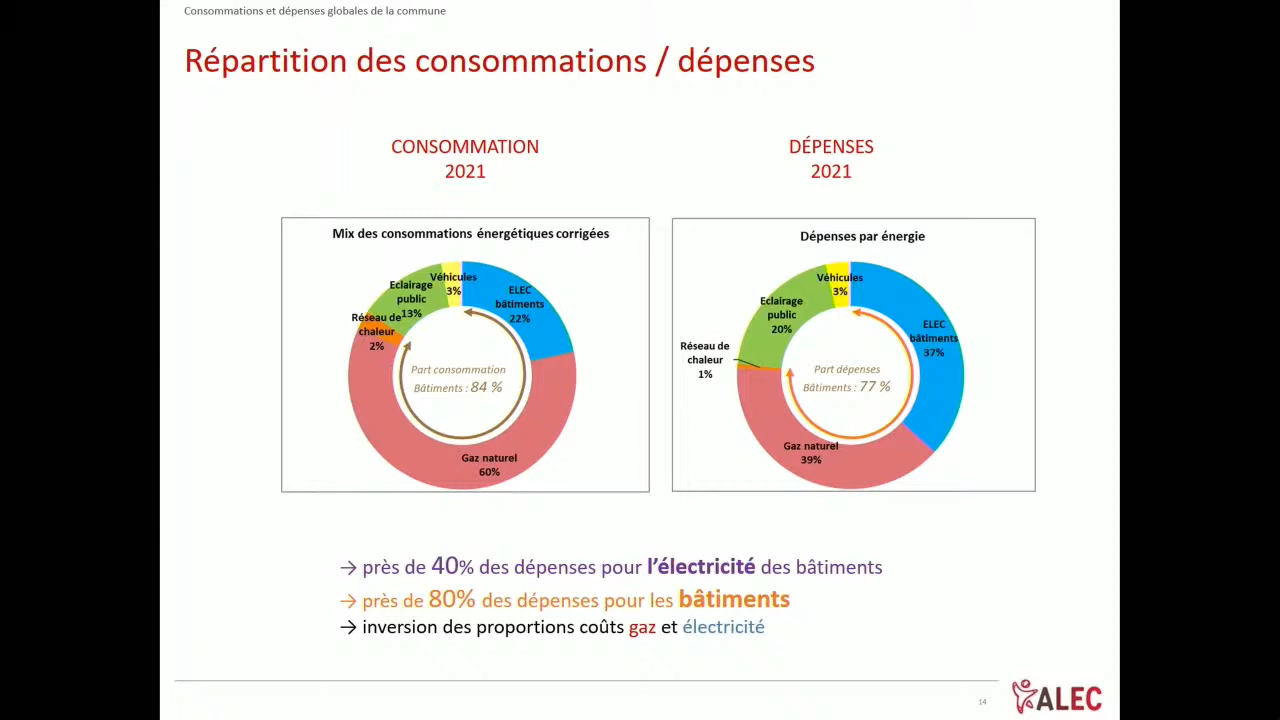 Consommations et dépenses globales de la commune
Répartition des consommations / dépenses
CONSOMMATION
2021
Mix des consommations énergétiques corrigées
Véhicules
3%
Eclairage
public
13%
Réseau de
chaleur
2%
ELEC
bâtiments
22%
Part consommation
Bâtiments : 84 %
Gaz naturel
60%
DÉPENSES
2021
Dépenses par énergie
Véhicules
3%
Eclairage
public
20%
Réseau de
chaleur
1%
ELEC
bâtiments
37%
Part dépenses
Bâtiments : 77 %
Gaz naturel
39%
→ près de 40% des dépenses pour l’électricité des bâtiments
→ près de 80% des dépenses pour les bâtiments
→ inversion des proportions coûts gaz et électricité
14
ALEC